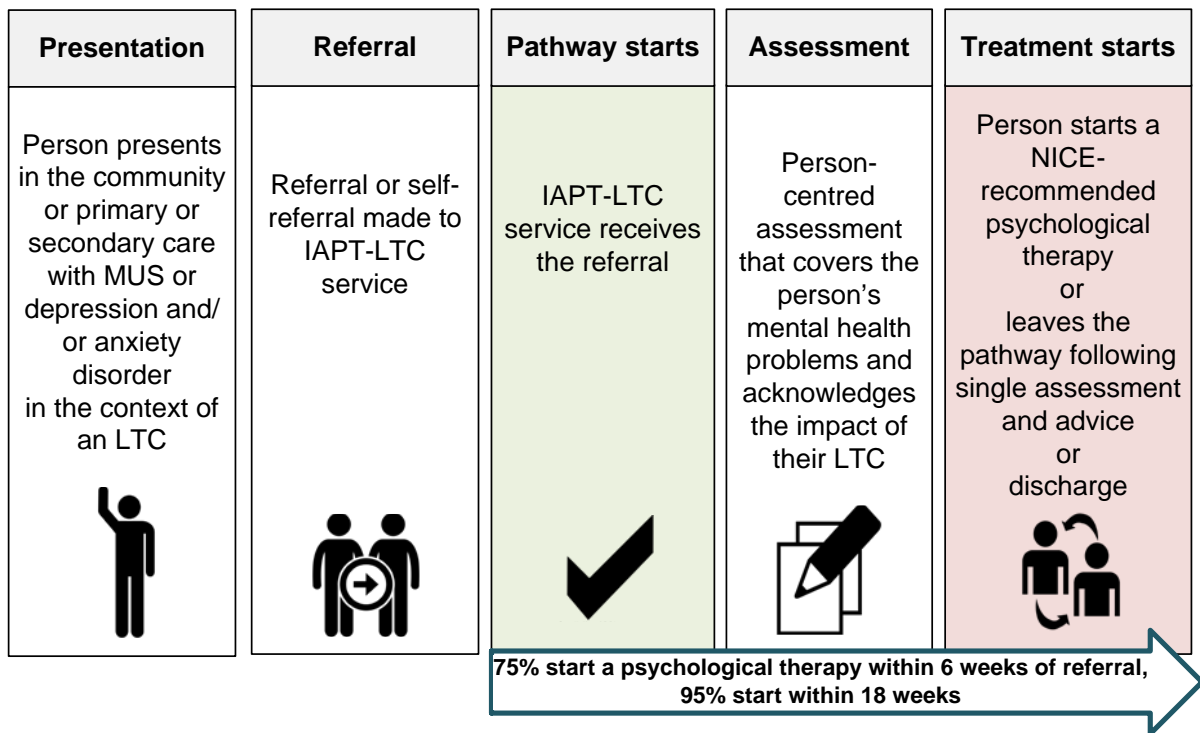 Presentation
Person presents
in the community
or primary or
secondary care
with MUS or
depression and/
or anxiety
disorder
in the context of
an LTC
Referral
Referral or self-
referral made to
IAPT-LTC
service
Pathway starts
IAPT-LTC
service receives
the referral
Assessment
Person-
centred
assessment
that covers the
person’s
mental health
problems and
acknowledges
the impact of
their LTC
Treatment starts
Person starts a
NICE-
recommended
psychological
therapy
or
leaves the
pathway following
single assessment
and advice
or
discharge
75% start a psychological therapy within 6 weeks of referral,
95% start within 18 weeks